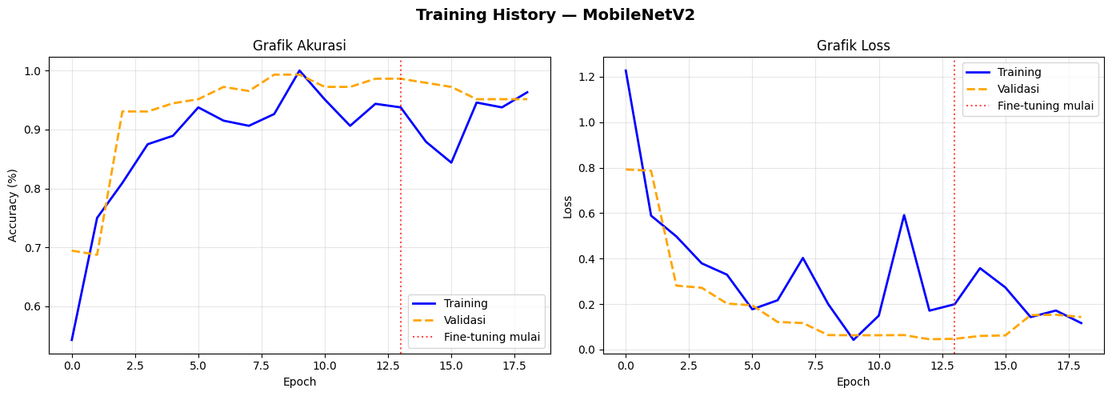 Training History — MobileNetV2
Grafik Akurasi
1.0
0.9
0.8
0.7
0.6
Accuracy (%)
Training
Validasi
Fine-tuning mulai
0.0 2.5 5.0 7.5 10.0 12.5 15.0 17.5
Epoch
Grafik Loss
1.2
1.0
0.8
0.6
0.4
0.2
0.0
Loss
Training
Validasi
Fine-tuning mulai
0.0 2.5 5.0 7.5 10.0 12.5 15.0 17.5
Epoch